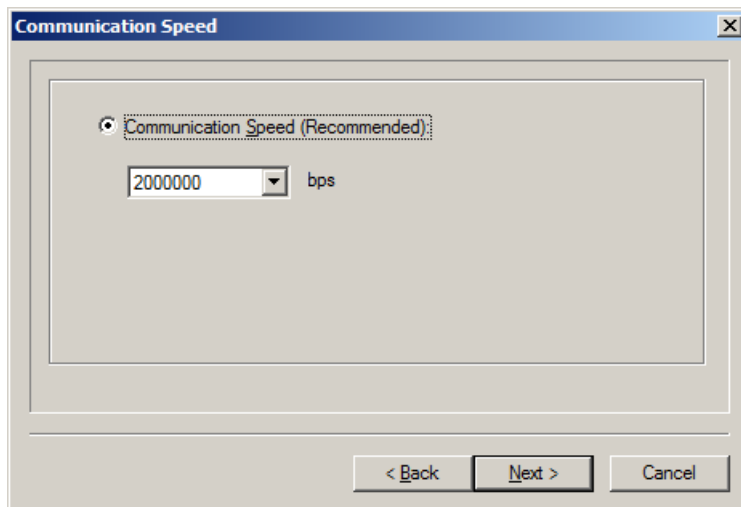 Communication Speed
Communication Speed (Recommended):
2000000 bps
< Back Next > Cancel